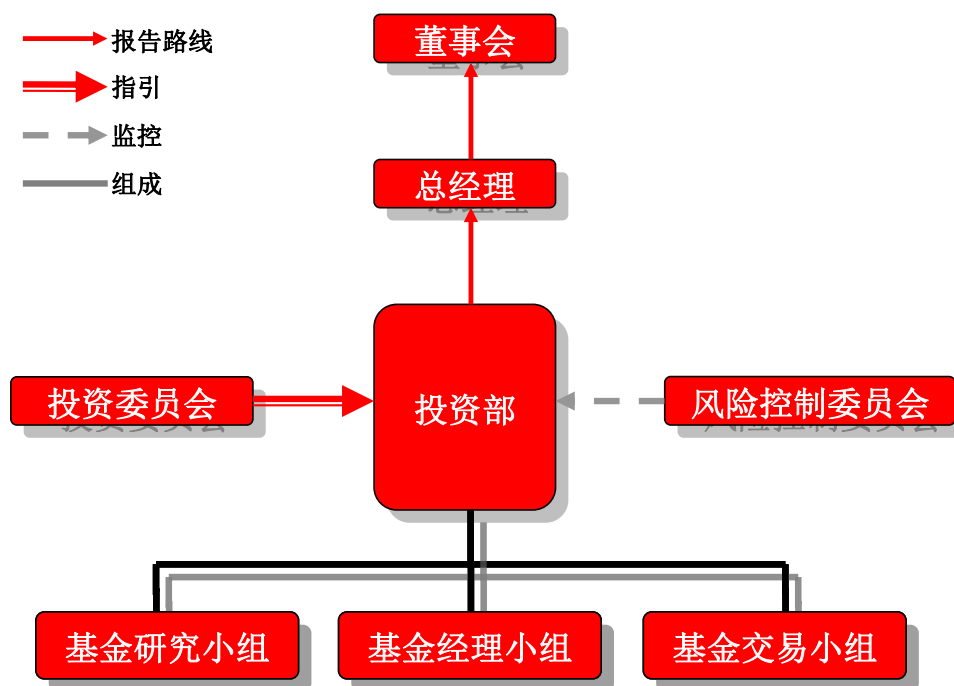 报告路线
指引
监控
组成
董事会
总经理
投资委员会
投资部
风险控制委员会
基金研究小组
基金经理小组
基金交易小组